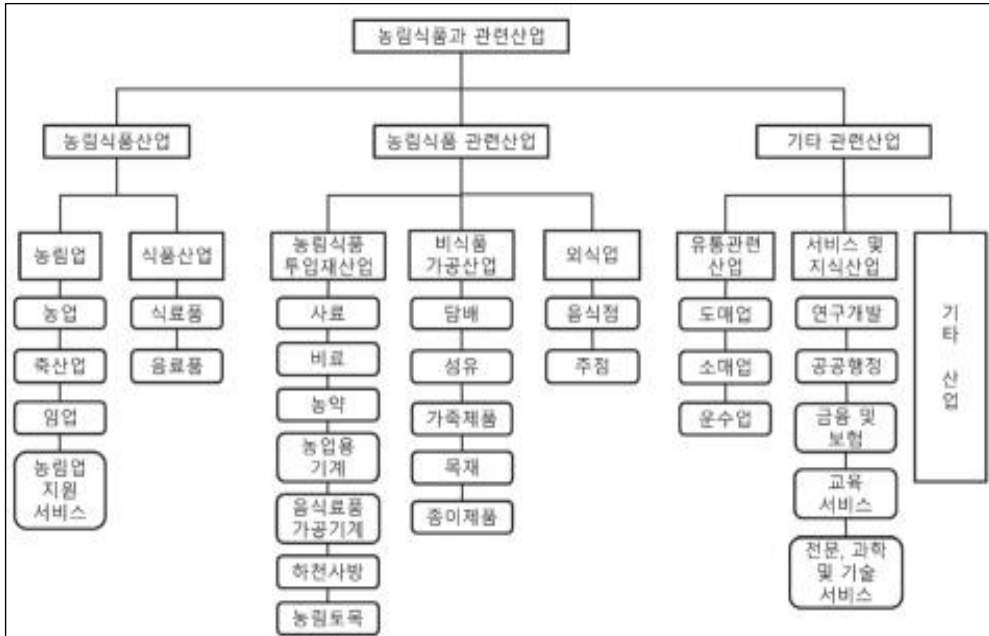 농림식품과 관련산업
농림식품산업
농림식품 관련산업
기타 관련산업
농림업
식품산업
농림식품
투입재산업
비식품
가공산업
외식업
유통관련
산업
서비스 및
지식산업
기타 산업
농업
축산업
임업
농림업
지원
서비스
식료품
음료품
사료
비료
농약
농업용
기계
음식료품
가공기계
하천사방
농림토목
담배
섬유
가죽제품
목재
종이제품
음식점
주점
도매업
소매업
운수업
연구개발
공공행정
금융 및
보험
교육
서비스
전문, 과학
및 기술
서비스